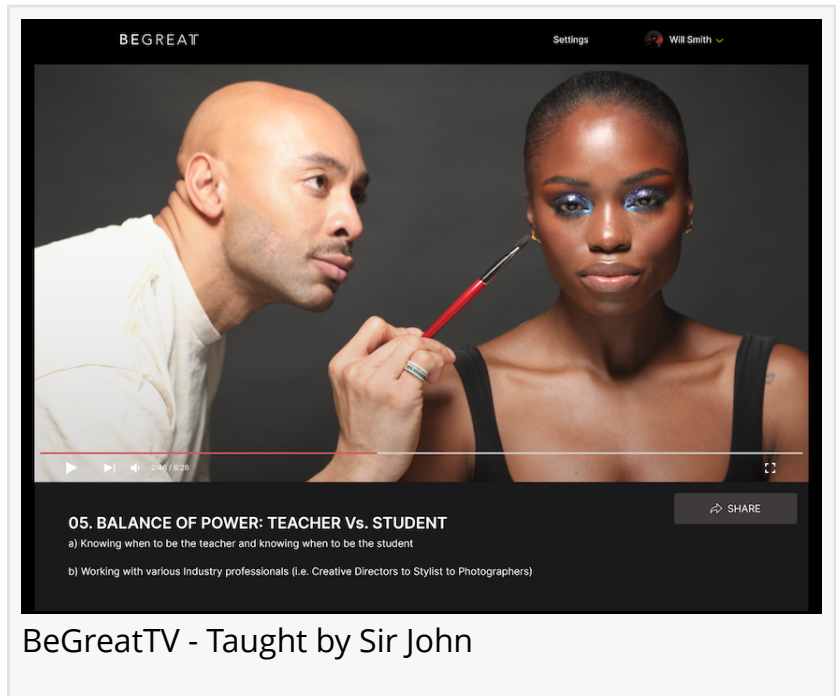 BEGREATT
Settings
Will Smith
2:40 / 6:28
05. BALANCE OF POWER: TEACHER Vs. STUDENT
SHARE
a) Knowing when to be the teacher and knowing when to be the student
b) Working with various Industry professionals (i.e. Creative Directors to Stylist to Photographers)
BeGreatTV - Taught by Sir John